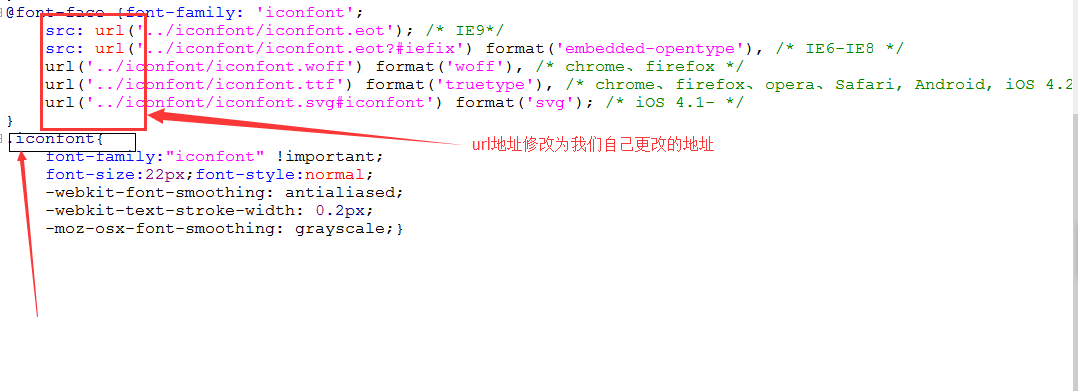 @font-face {font-family: 'iconfont';
src: url('../iconfont/iconfont.eot'); /* IE9*/
src: url('../iconfont/iconfont.eot?#iefix') format('embedded-opentype'), /* IE6-IE8 */
url('../iconfont/iconfont.woff') format('woff'), /* chrome、firefox */
url('../iconfont/iconfont.ttf') format('truetype'), /* chrome、firefox、opera、Safari, Android, iOS 4.2
url('../iconfont/iconfont.svg#iconfont') format('svg'); /* iOS 4.1- */
}
.iconfont{
url地址修改为我们自己更改的地址
font-family:"iconfont" !important;
font-size:22px;font-style:normal;
-webkit-font-smoothing: antialiased;
-webkit-text-stroke-width: 0.2px;
-moz-osx-font-smoothing: grayscale;}